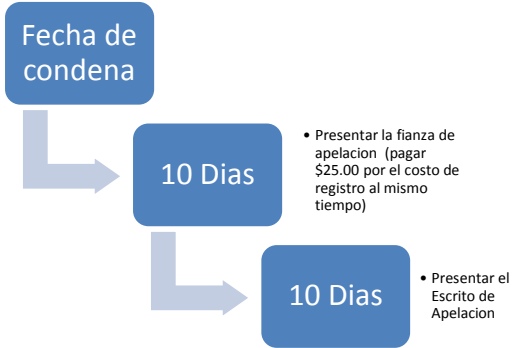 Fecha de
condena
10 Dias
• Presentar la fianza de
apelacion (pagar
$25.00 por el costo de
registro al mismo
tiempo)
10 Dias
• Presentar el
Escrito de
Apelacion